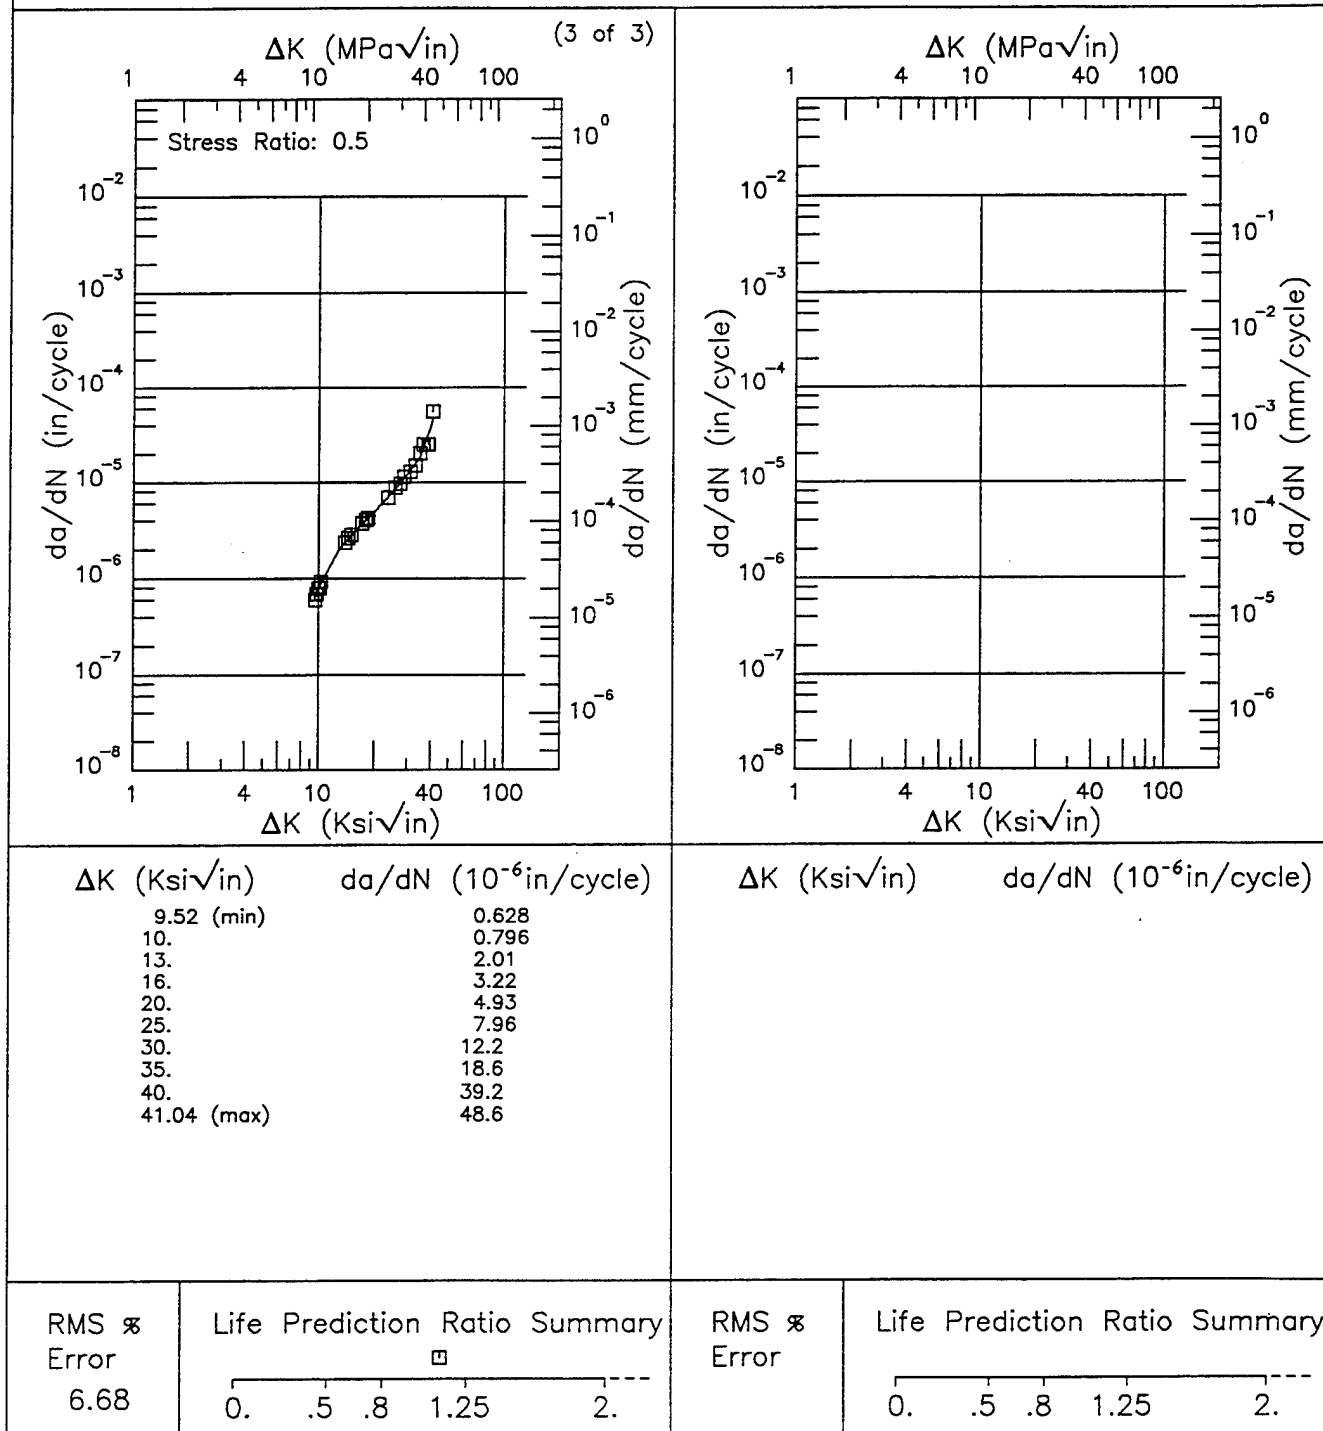 (3 of 3)
ΔK (MPa√in)
1 4 10 40 100
Stress Ratio: 0.5
da/dN (in/cycle)
10⁻²
10⁻³
10⁻⁴
10⁻⁵
10⁻⁶
10⁻⁷
10⁻⁸
da/dN (mm/cycle)
10⁰
10⁻¹
10⁻²
10⁻³
10⁻⁴
10⁻⁵
10⁻⁶
1 4 10 40 100
ΔK (Ksi√in)
ΔK (MPa√in)
1 4 10 40 100
da/dN (in/cycle)
10⁻²
10⁻³
10⁻⁴
10⁻⁵
10⁻⁶
10⁻⁷
10⁻⁸
da/dN (mm/cycle)
10⁰
10⁻¹
10⁻²
10⁻³
10⁻⁴
10⁻⁵
10⁻⁶
1 4 10 40 100
ΔK (Ksi√in)
ΔK (Ksi√in) da/dN (10⁻⁶in/cycle)
9.52 (min) 0.628
10. 0.796
13. 2.01
16. 3.22
20. 4.93
25. 7.96
30. 12.2
35. 18.6
40. 39.2
41.04 (max) 48.6
ΔK (Ksi√in) da/dN (10⁻⁶in/cycle)
RMS %
Error
6.68
Life Prediction Ratio Summary
0. .5 .8 1.25 2.
RMS %
Error
Life Prediction Ratio Summary
0. .5 .8 1.25 2.